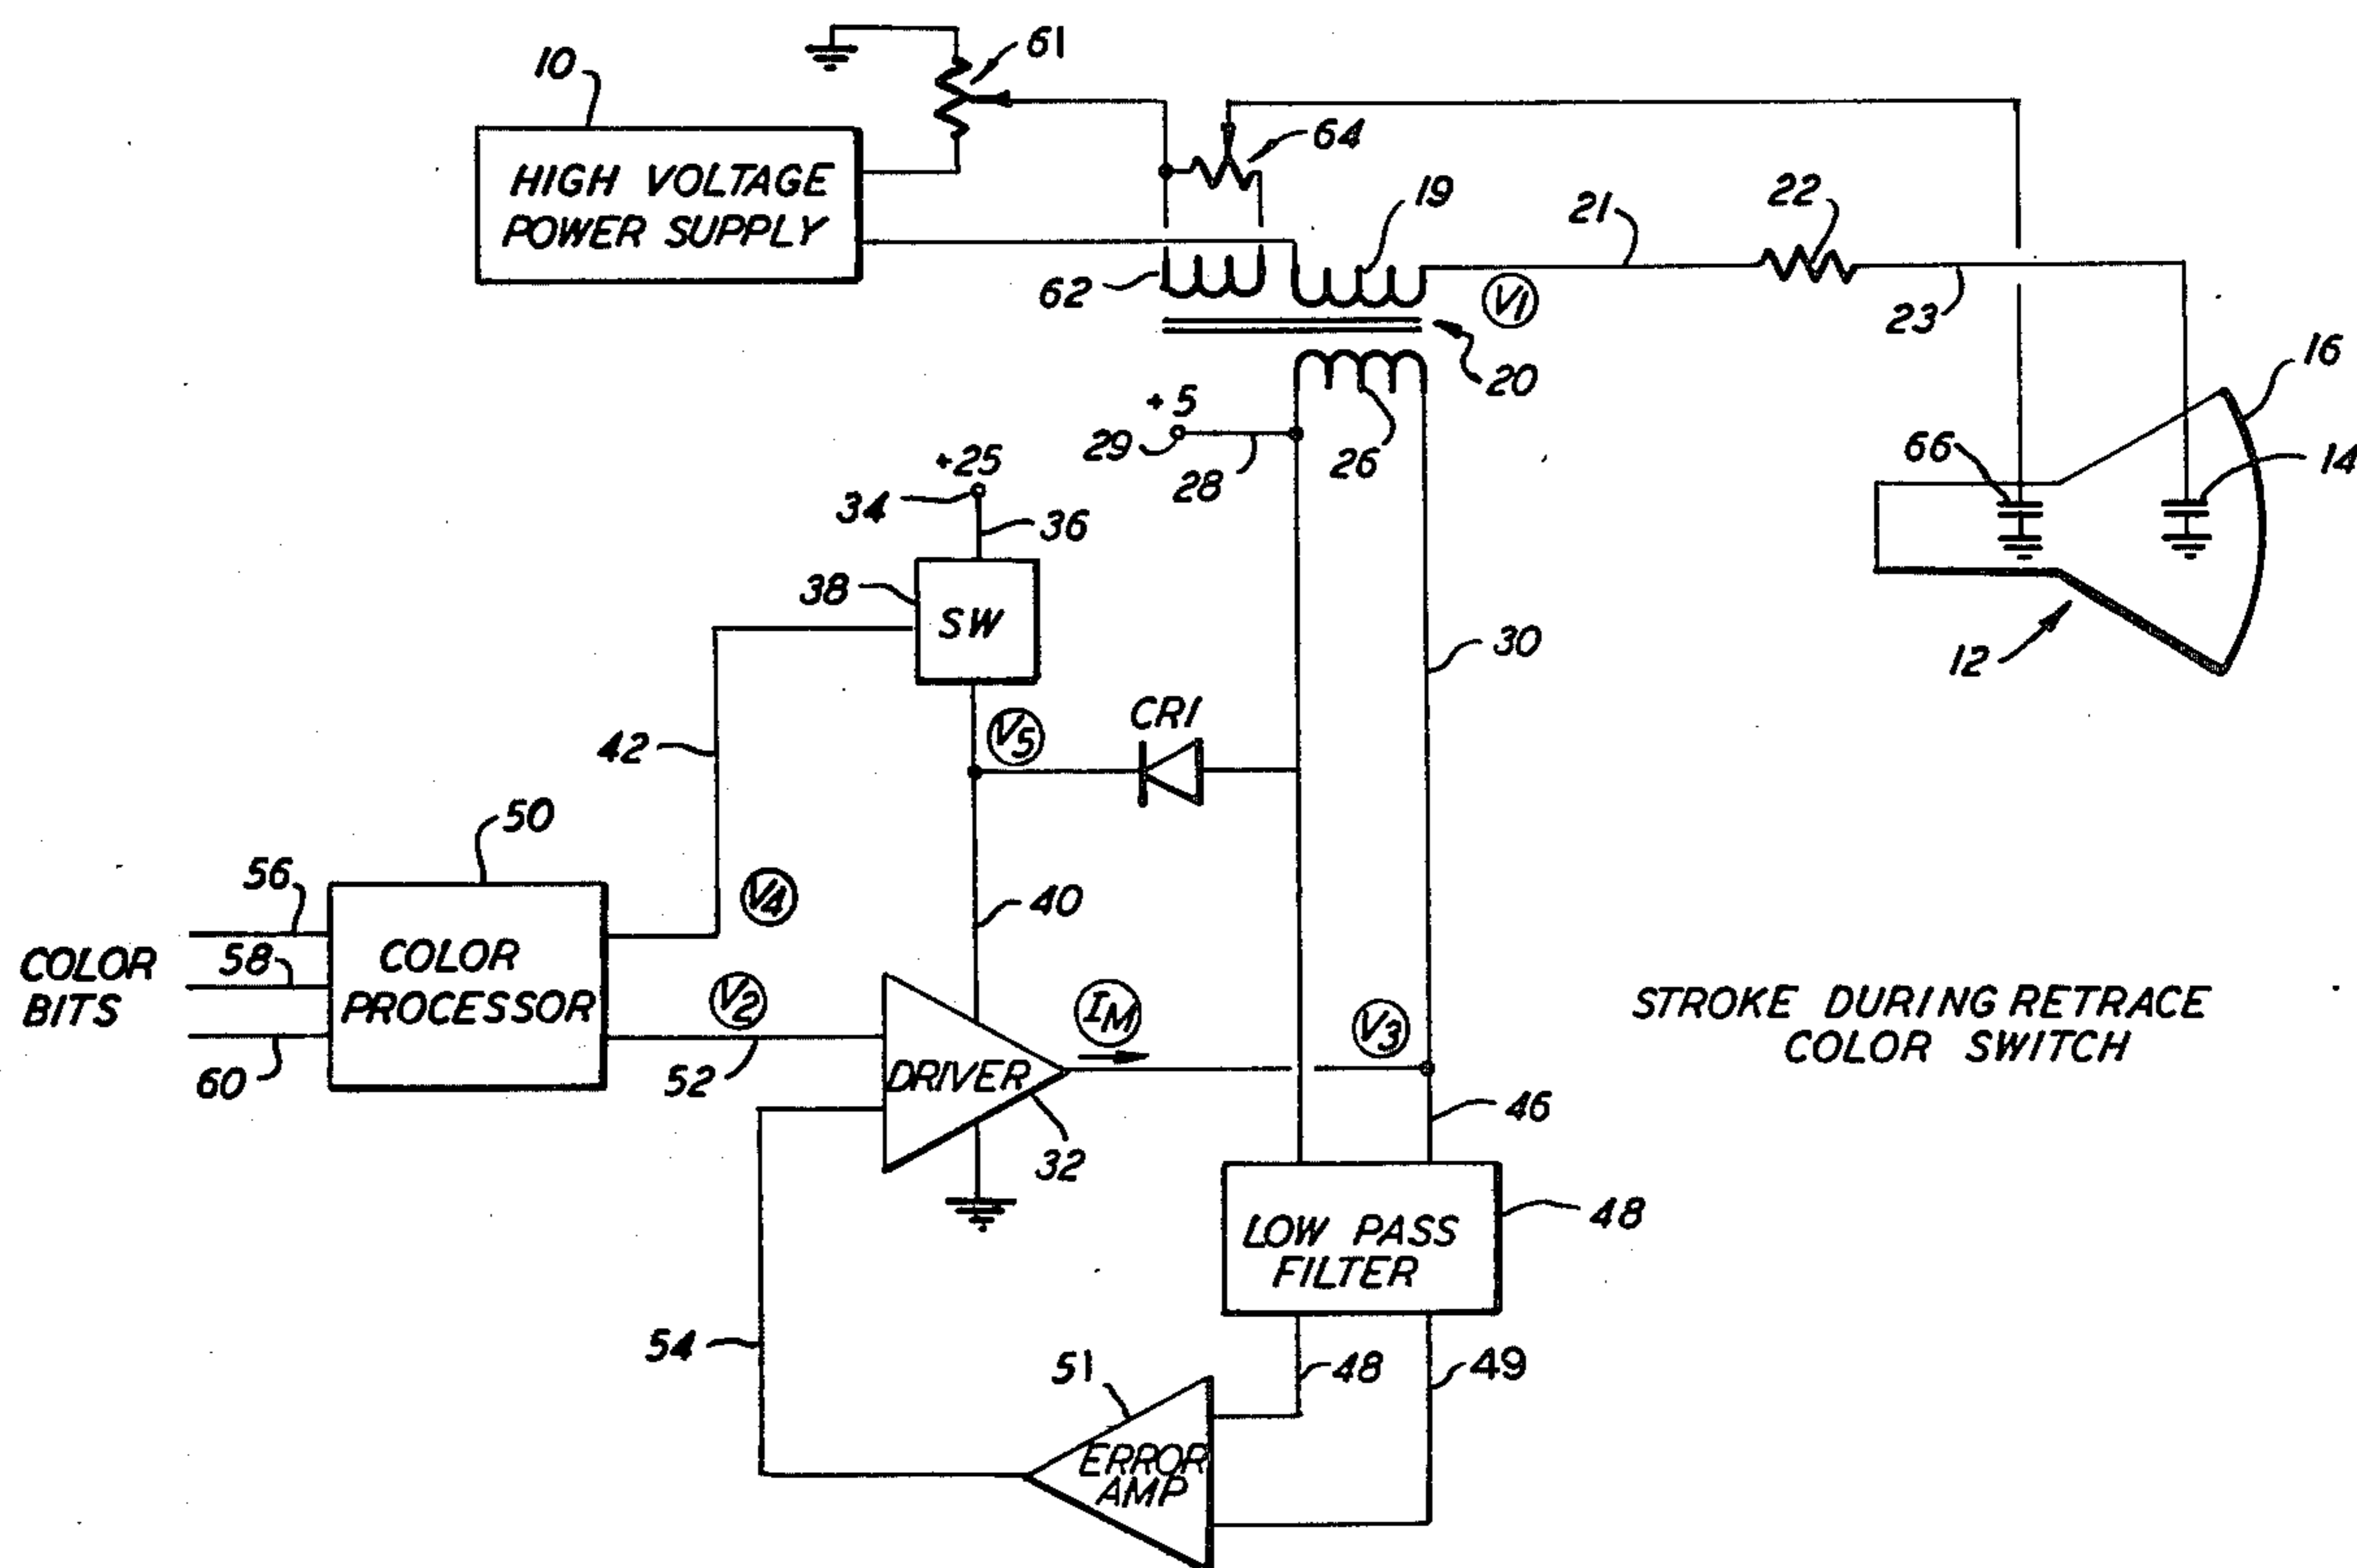 61
10
64
HIGH VOLTAGE
POWER SUPPLY
19
21
22
62
V1
23
20
16
+5
29
28
26
66
14
+25
34
36
38
SW
30
12
CR1
V5
42
50
40
56
V4
COLOR
BITS
58
COLOR
PROCESSOR
V2
IM
V3
STROKE DURING RETRACE
COLOR SWITCH
60
52
DRIVER
46
32
LOW PASS
FILTER
48
54
51
48
49
ERROR
AMP